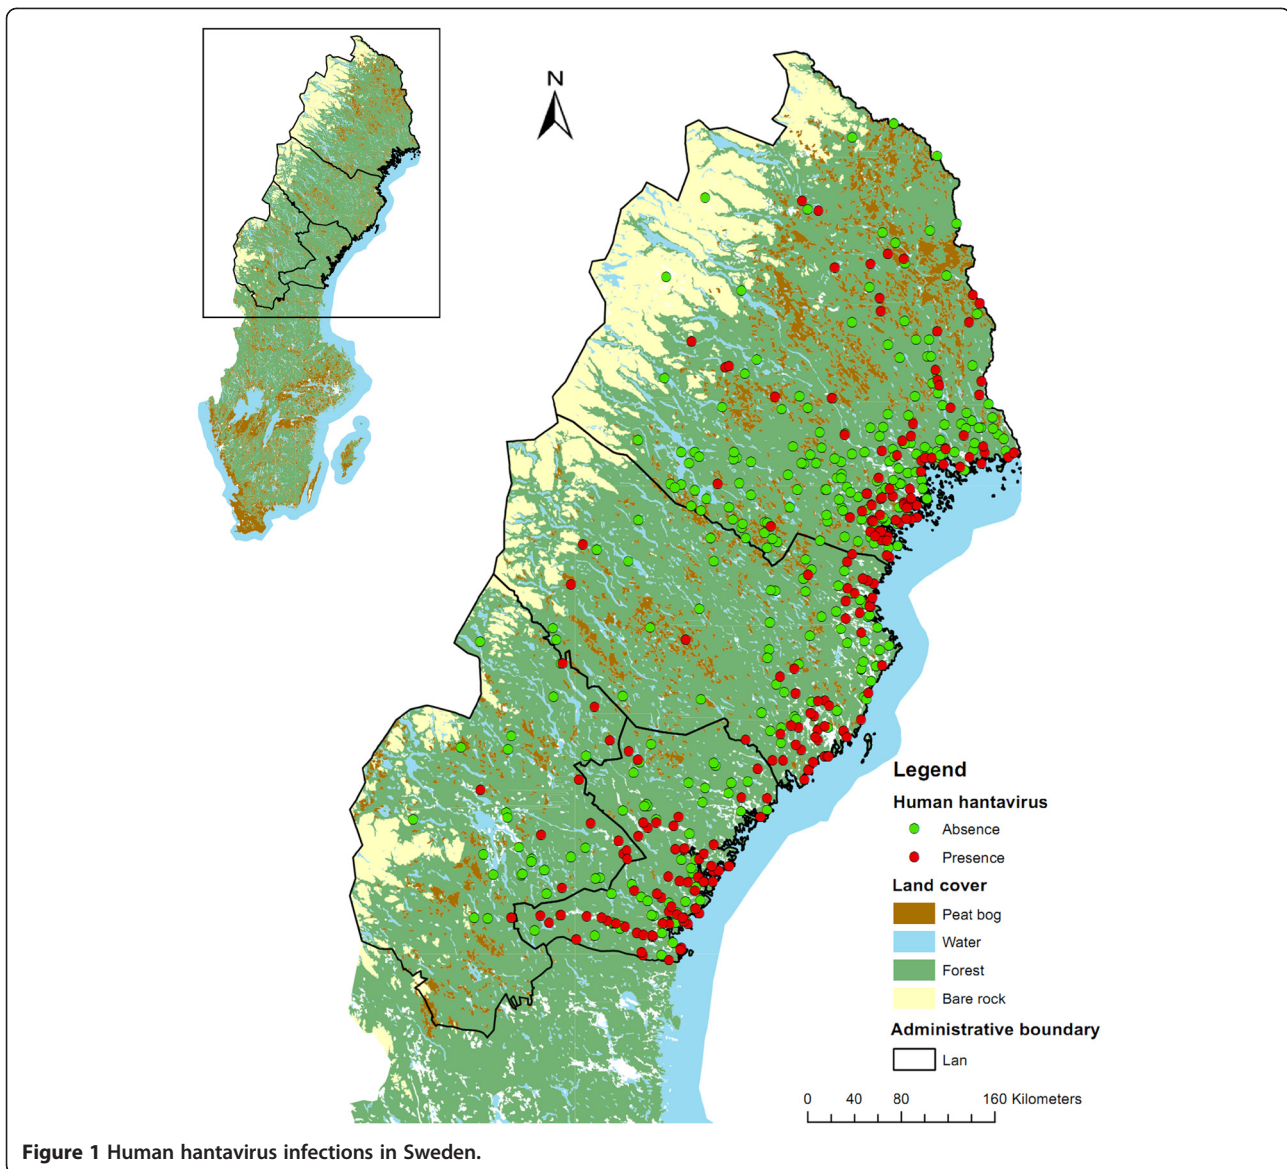 N
Legend
Human hantavirus
Absence
Presence
Land cover
Peat bog
Water
Forest
Bare rock
Administrative boundary
Lan
0 40 80 160 Kilometers
Figure 1 Human hantavirus infections in Sweden.